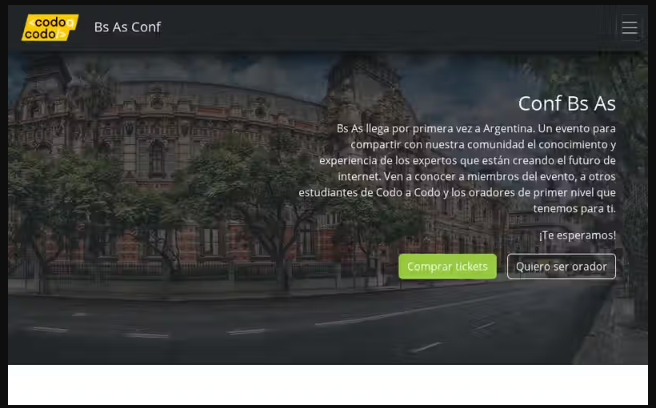 codo a
codo
Bs As Conf
Conf Bs As
Bs As llega por primera vez a Argentina. Un evento para
compartir con nuestra comunidad el conocimiento y
experiencia de los expertos que están creando el futuro de
internet. Ven a conocer a miembros del evento, a otros
estudiantes de Codo a Codo y los oradores de primer nivel que
tenemos para ti.
¡Te esperamos!
Comprar tickets
Quiero ser orador